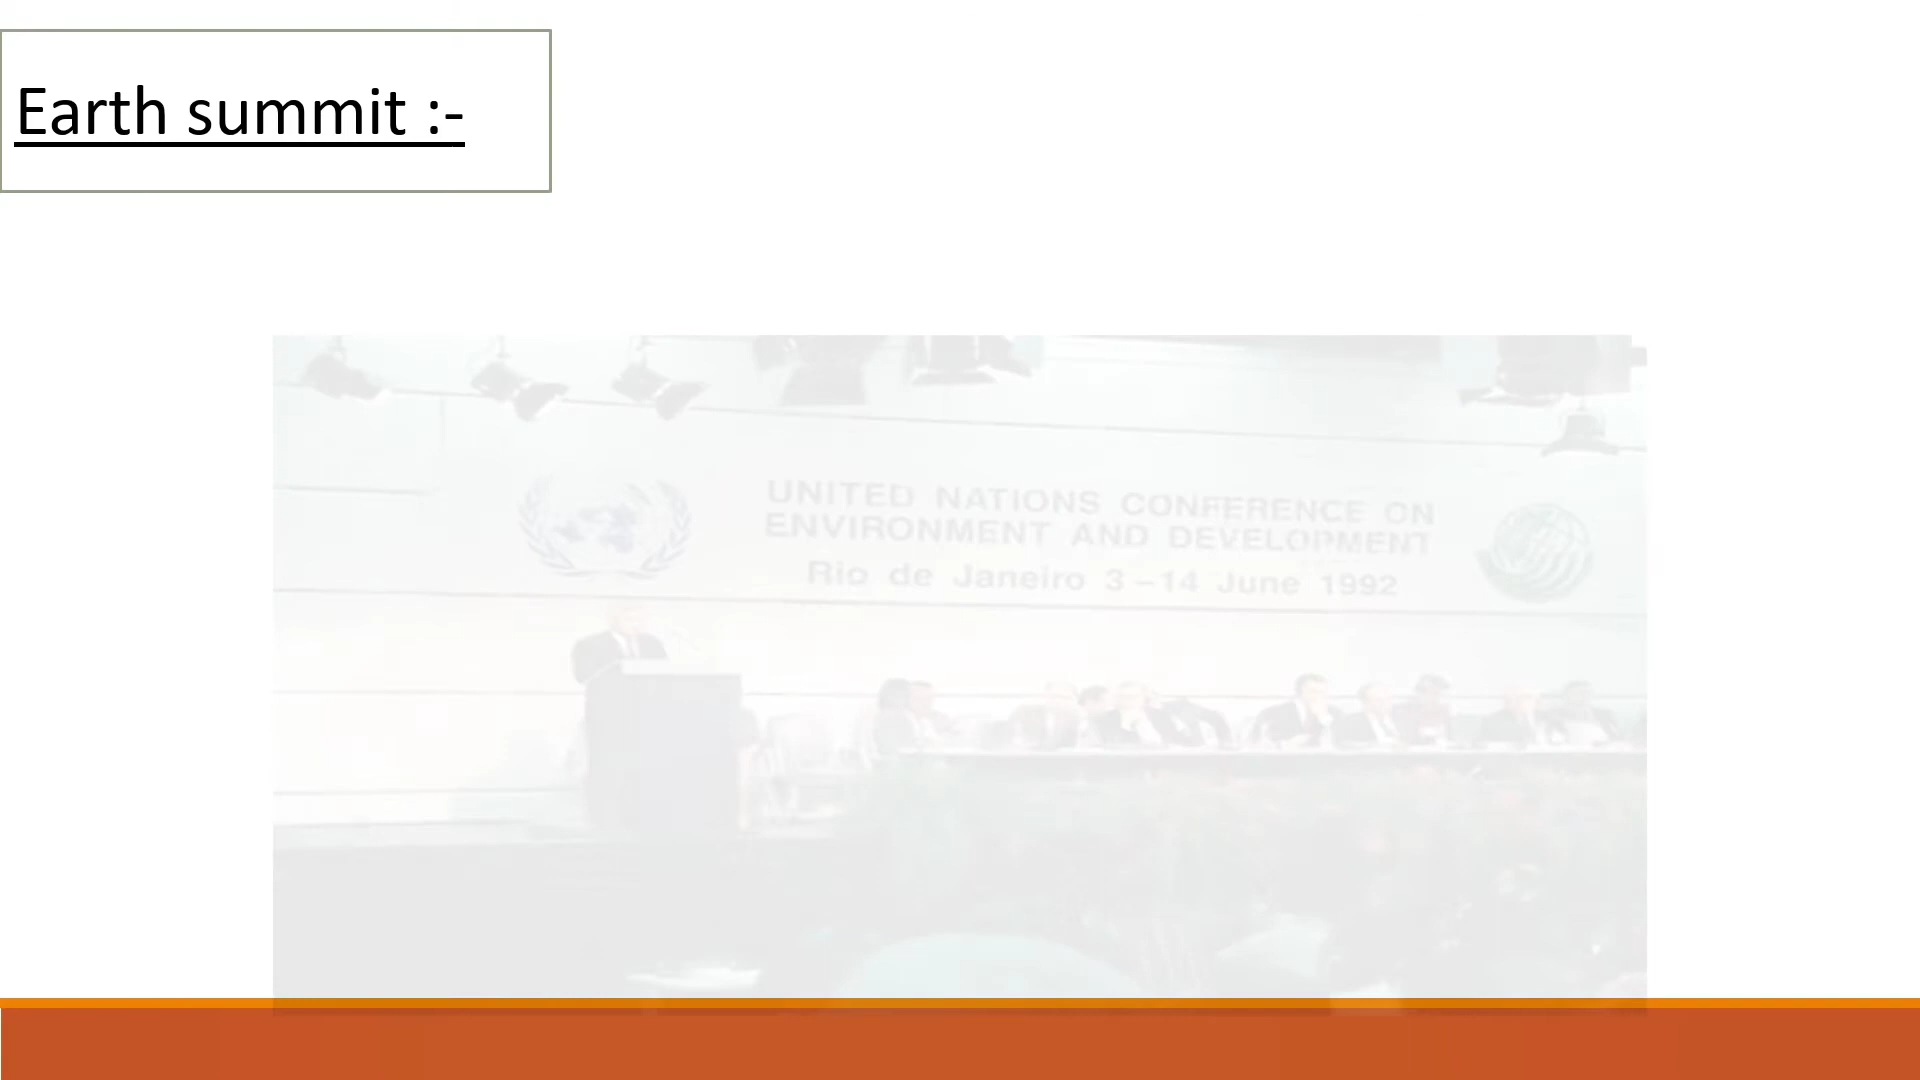 Earth summit :-
UNITED NATIONS CONFERENCE ON
ENVIRONMENT AND DEVELOPMENT
Rio de Janeiro 3 – 14 June 1992